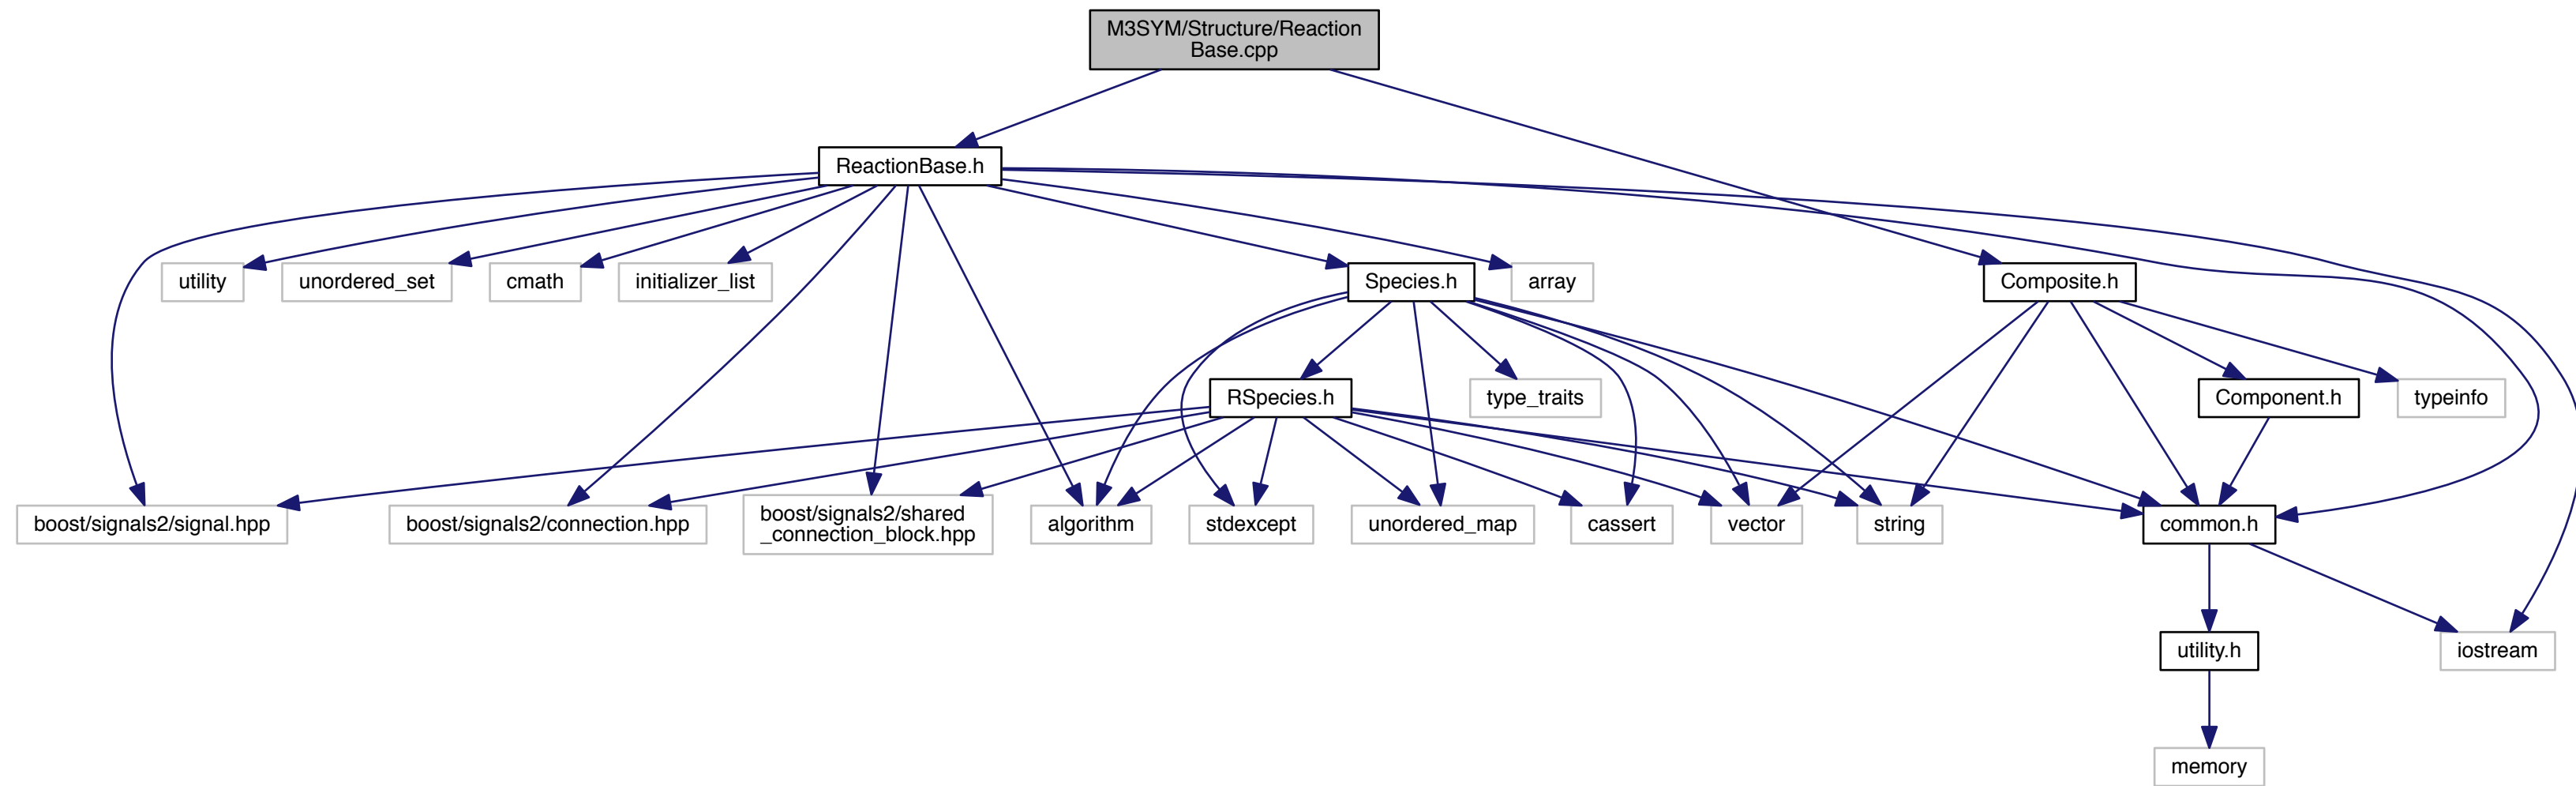 M3SYM/Structure/Reaction
Base.cpp
ReactionBase.h
utility
unordered_set
cmath
initializer_list
Species.h
array
Composite.h
RSpecies.h
type_traits
Component.h
typeinfo
boost/signals2/signal.hpp
boost/signals2/connection.hpp
boost/signals2/shared
_connection_block.hpp
algorithm
stdexcept
unordered_map
cassert
vector
string
common.h
utility.h
iostream
memory